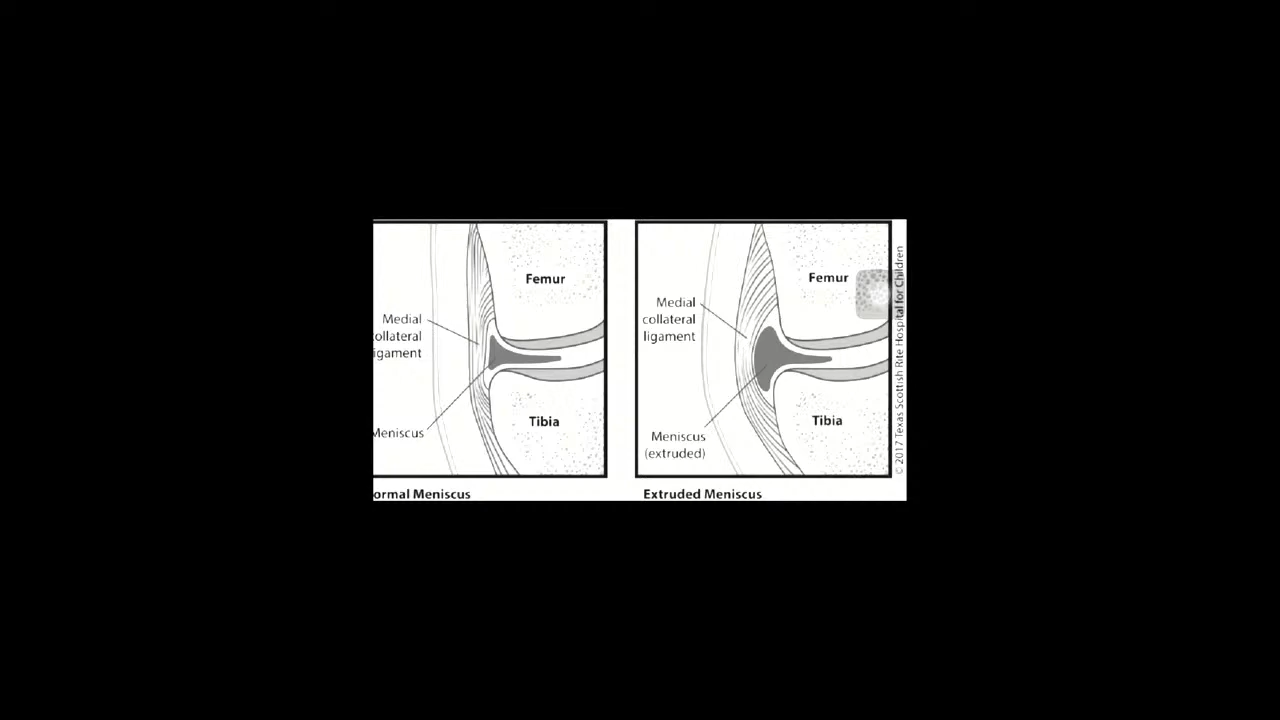 Femur
Medial
collateral
ligament
Meniscus
Tibia
ormal Meniscus
Femur
Medial
collateral
ligament
Meniscus
(extruded)
Tibia
Extruded Meniscus
© 2017 Texas Scottish Rite Hospital for Children